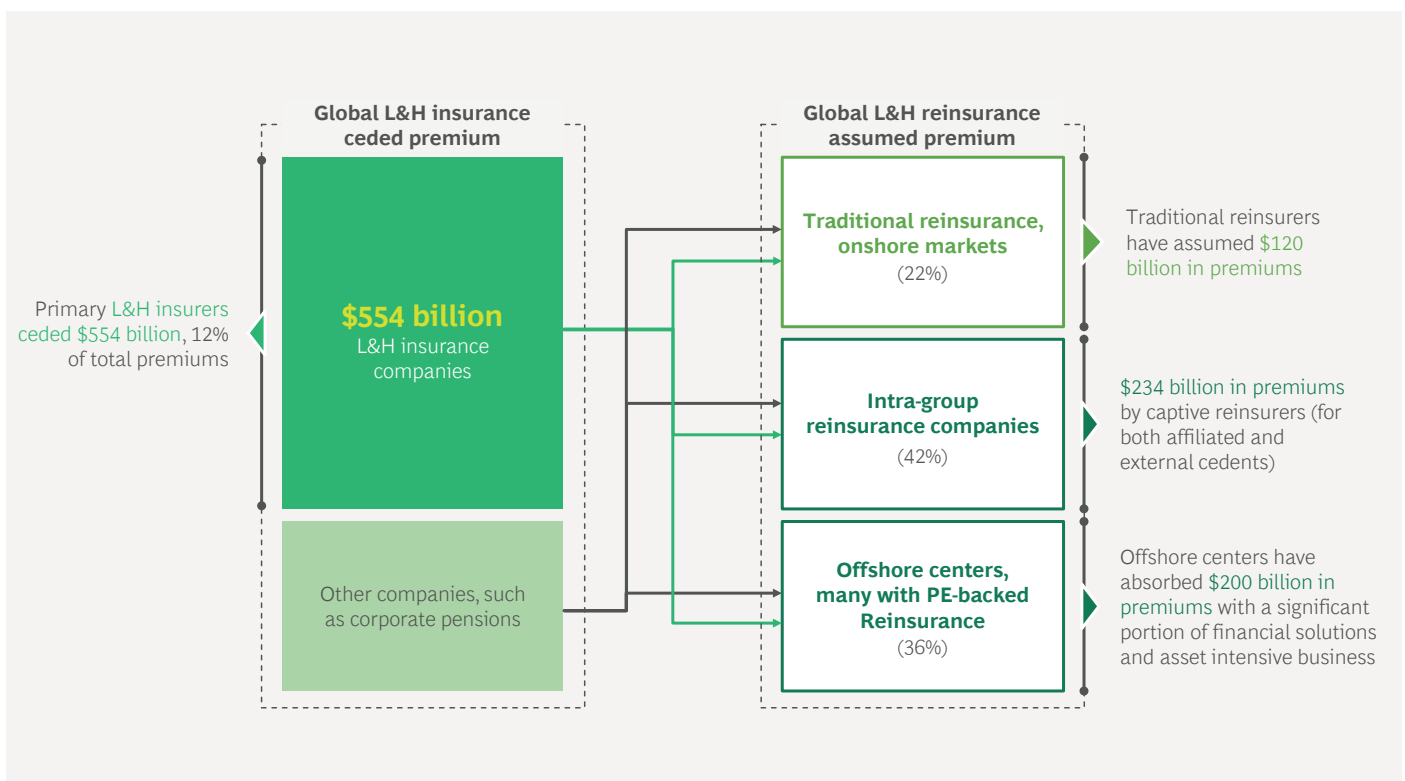 Global L&H insurance
ceded premium
Primary L&H insurers
ceded $554 billion, 12%
of total premiums
$554 billion
L&H insurance
companies
Other companies, such
as corporate pensions
Global L&H reinsurance
assumed premium
Traditional reinsurance,
onshore markets
(22%)
Traditional reinsurers
have assumed $120
billion in premiums
Intra-group
reinsurance companies
(42%)
$234 billion in premiums
by captive reinsurers (for
both affiliated and
external cedents)
Offshore centers,
many with PE-backed
Reinsurance
(36%)
Offshore centers have
absorbed $200 billion in
premiums with a significant
portion of financial solutions
and asset intensive business